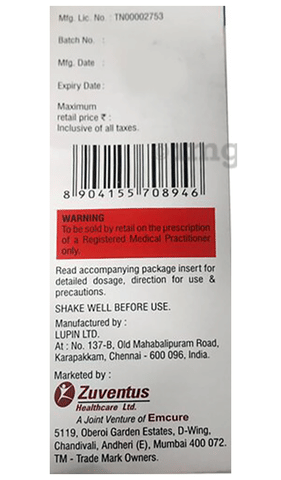 Mfg. Lic. No. : TN00002753
Batch No. :
Mfg. Date :
Expiry Date :
Maximum
retail price ₹ :
Inclusive of all taxes.
8 904155 708946
WARNING
To be sold by retail on the prescription
of a Registered Medical Practitioner
only.
Read accompanying package insert for
detailed dosage, direction for use &
precautions.
SHAKE WELL BEFORE USE.
Manufactured by :
LUPIN LTD.
At : No. 137-B, Old Mahabalipuram Road,
Karapakkam, Chennai - 600 096, India.
Marketed by :
Zuventus
Healthcare Ltd.
A Joint Venture of Emcure
5119, Oberoi Garden Estates, D-Wing,
Chandivali, Andheri (E), Mumbai 400 072.
TM - Trade Mark Owners.